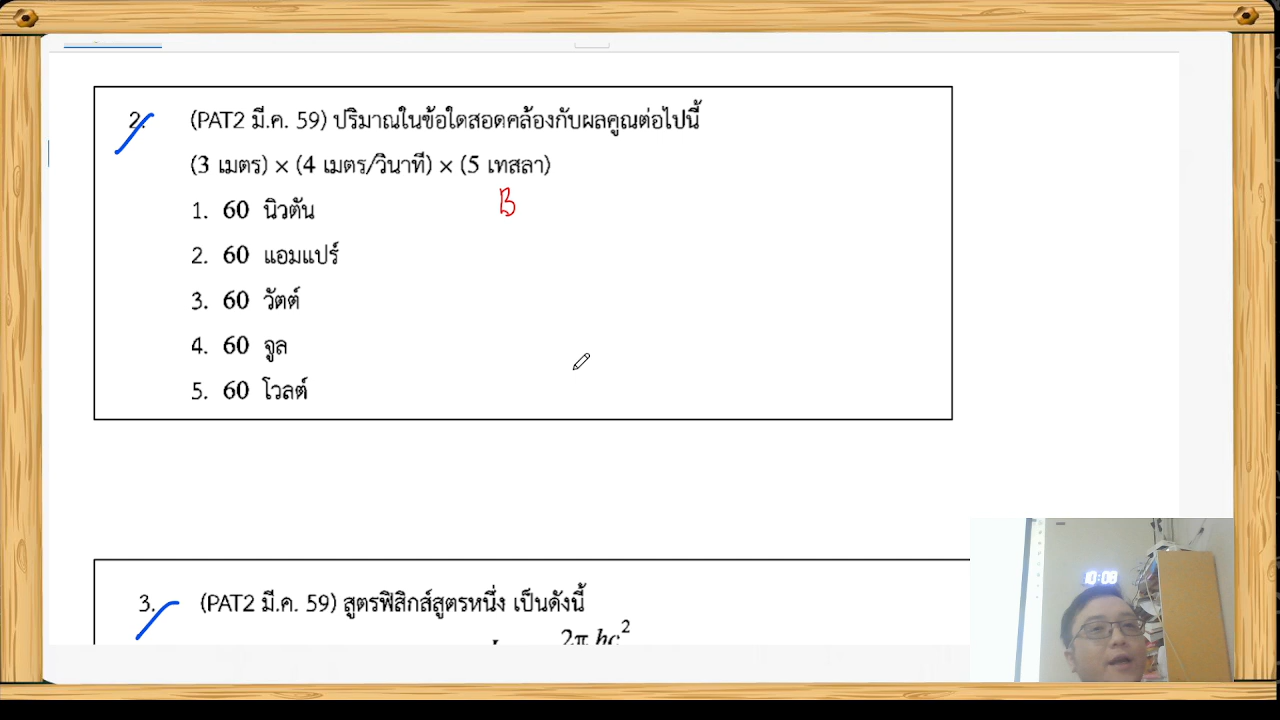 2. (PAT2 มี.ค. 59) ปริมาณในข้อใดสอดคล้องกับผลคูณต่อไปนี้
(3 เมตร) × (4 เมตร/วินาที) × (5 เทสลา)
B
1. 60 นิวตัน
2. 60 แอมแปร์
3. 60 วัตต์
4. 60 จูล
5. 60 โวลต์
3. (PAT2 มี.ค. 59) สูตรฟิสิกส์สูตรหนึ่ง เป็นดังนี้
2π hc²
10:08